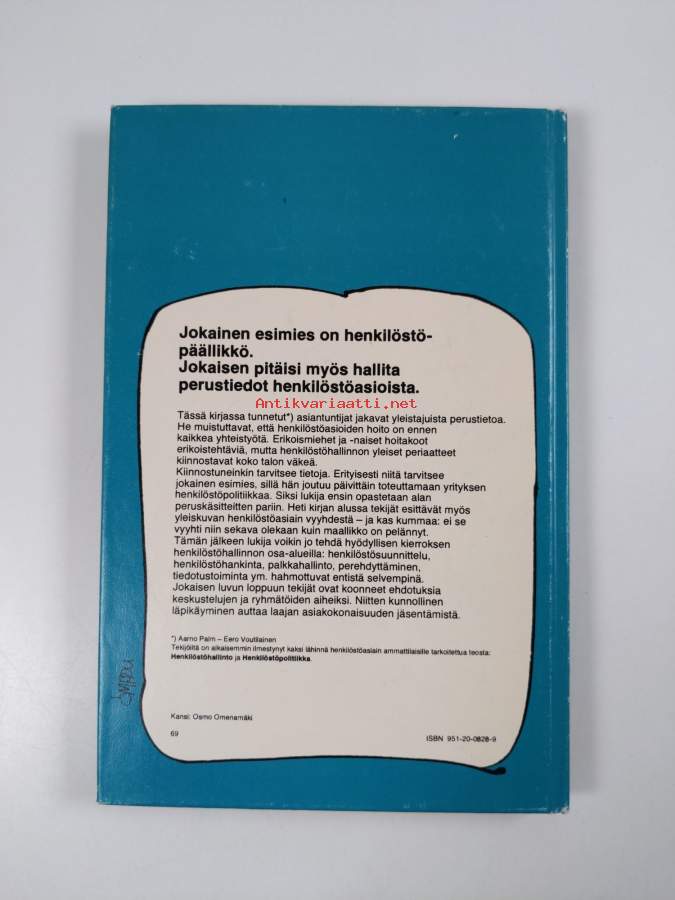 Jokainen esimies on henkilöstö-
päällikkö.
Jokaisen pitäisi myös hallita
perustiedot henkilöstöasioista.
Antikvariaatti.net
Tässä kirjassa tunnetut*) asiantuntijat jakavat yleistajuista perustietoa.
He muistuttavat, että henkilöstöasioiden hoito on ennen
kaikkea yhteistyötä. Erikoismiehet ja -naiset hoitakoot
erikoistehtäviä, mutta henkilöstöhallinnon yleiset periaatteet
kiinnostavat koko talon väkeä.
Kiinnostuneinkin tarvitsee tietoja. Erityisesti niitä tarvitsee
jokainen esimies, sillä hän joutuu päivittäin toteuttamaan yrityksen
henkilöstöpolitiikkaa. Siksi lukija ensin opastetaan alan
peruskäsitteitten pariin. Heti kirjan alussa tekijät esittävät myös
yleiskuvan henkilöstöasiain vyyhdestä – ja kas kummaa: ei se
vyyhti niin sekava olekaan kuin maallikko on pelännyt.
Tämän jälkeen lukija voikin jo tehdä hyödyllisen kierroksen
henkilöstöhallinnon osa-alueilla: henkilöstösuunnittelu,
henkilöstöhankinta, palkkahallinto, perehdyttäminen,
tiedotustoiminta ym. hahmottuvat entistä selvempinä.
Jokaisen luvun loppuun tekijät ovat koonneet ehdotuksia
keskustelujen ja ryhmätöiden aiheiksi. Niitten kunnollinen
läpikäyminen auttaa laajan asiakokonaisuuden jäsentämistä.
*) Aarno Palm – Eero Voutilainen
Tekijöiltä on aikaisemmin ilmestynyt kaksi lähinnä henkilöstöasiain ammattilaisille tarkoitettua teosta:
Henkilöstöhallinto ja Henkilöstöpolitiikka.
Kansi: Osmo Omenamäki
69
ISBN 951-20-0828-9